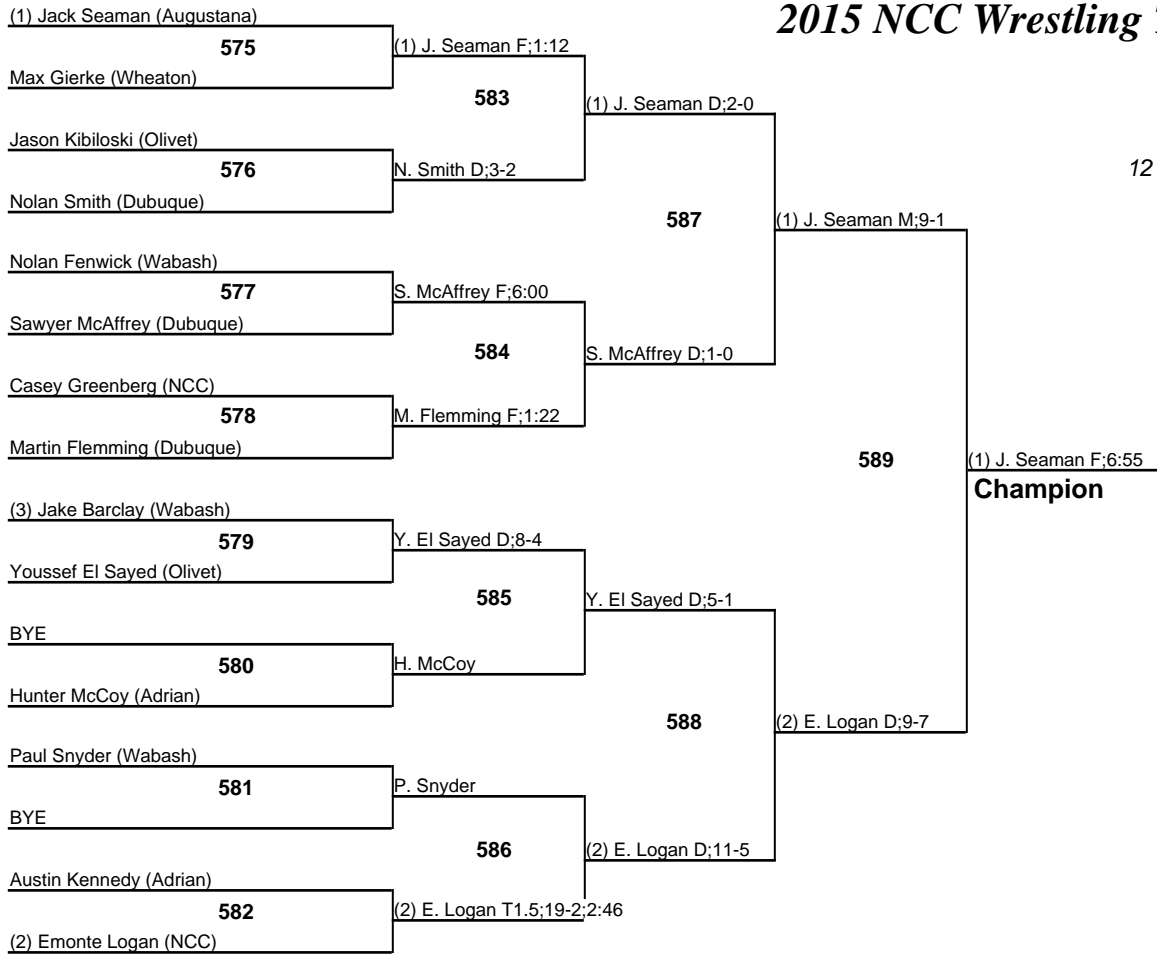 2015 NCC Wrestling
12
(1) Jack Seaman (Augustana)
575
Max Gierke (Wheaton)
(1) J. Seaman F;1:12
583
Jason Kibiloski (Olivet)
576
Nolan Smith (Dubuque)
N. Smith D;3-2
(1) J. Seaman D;2-0
587
Nolan Fenwick (Wabash)
577
Sawyer McAffrey (Dubuque)
S. McAffrey F;6:00
584
Casey Greenberg (NCC)
578
Martin Flemming (Dubuque)
M. Flemming F;1:22
S. McAffrey D;1-0
(1) J. Seaman M;9-1
589
(1) J. Seaman F;6:55
Champion
(3) Jake Barclay (Wabash)
579
Youssef El Sayed (Olivet)
Y. El Sayed D;8-4
585
BYE
580
Hunter McCoy (Adrian)
H. McCoy
Y. El Sayed D;5-1
588
Paul Snyder (Wabash)
581
BYE
P. Snyder
586
Austin Kennedy (Adrian)
582
(2) Emonte Logan (NCC)
(2) E. Logan T1.5;19-2;2:46
(2) E. Logan D;11-5
(2) E. Logan D;9-7